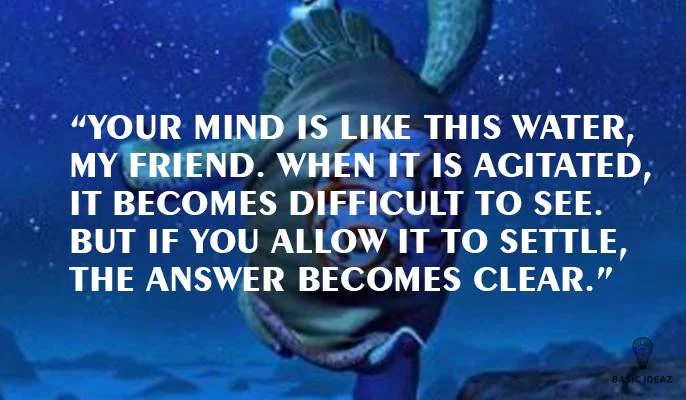 “YOUR MIND IS LIKE THIS WATER,
MY FRIEND. WHEN IT IS AGITATED,
IT BECOMES DIFFICULT TO SEE.
BUT IF YOU ALLOW IT TO SETTLE,
THE ANSWER BECOMES CLEAR.”
BASIC IDEAZ